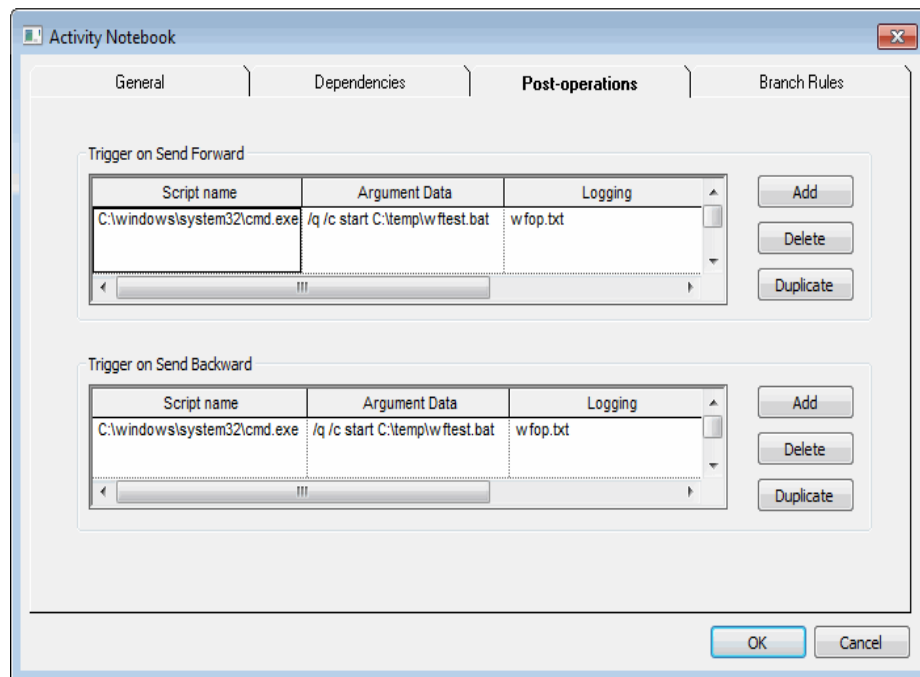 Activity Notebook
General Dependencies Post-operations Branch Rules
Trigger on Send Forward
Script name Argument Data Logging
C:\windows\system32\cmd.exe /q /c start C:\temp\wftest.bat wfop.txt
Add
Delete
Duplicate
Trigger on Send Backward
Script name Argument Data Logging
C:\windows\system32\cmd.exe /q /c start C:\temp\wftest.bat wfop.txt
Add
Delete
Duplicate
OK Cancel